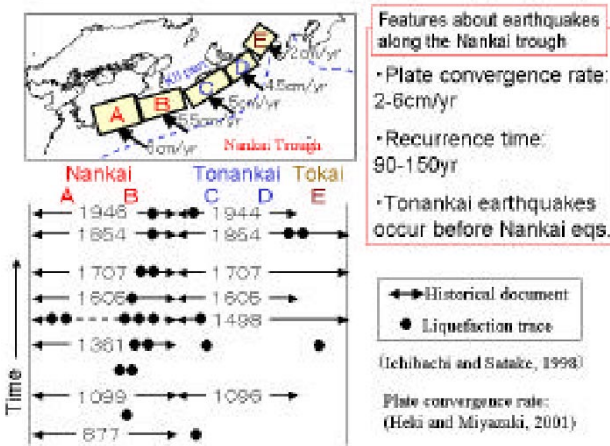 E
2cm/yr
D
4.5cm/yr
C
5cm/yr
A
B
5.5cm/yr
6cm/yr
Nankai Trough
Features about earthquakes
along the Nankai trough
・Plate convergence rate:
2-6cm/yr
・Recurrence time:
90-150yr
・Tonankai earthquakes
occur before Nankai eqs.
Nankai
Tonankai
Tokai
A
B
C
D
E
1946
1944
1854
1854
1707
1707
1605
1605
1498
1361
1099
1096
877
Time
Historical document
Liquefaction trace
(Ichibachi and Satake, 1998)
Plate convergence rate:
(Heki and Miyazaki, 2001)